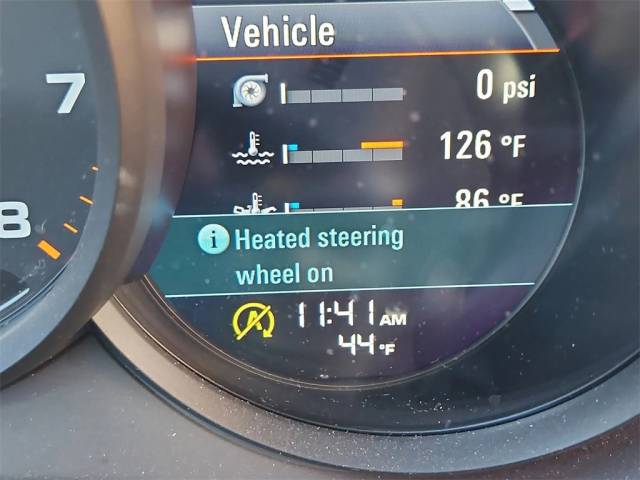 Vehicle
7
0 psi
126 °F
8
86 °F
i Heated steering
wheel on
A 11:41 AM
44 °F